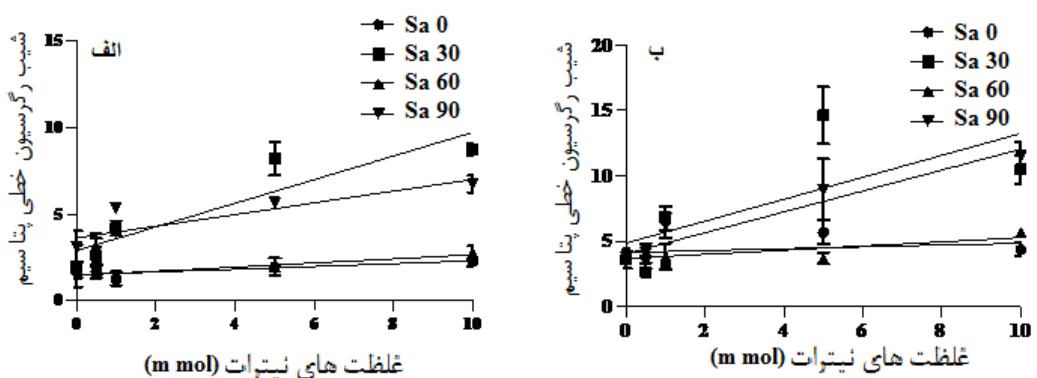 الف
Sa 0
Sa 30
Sa 60
Sa 90
شیب رگرسیون خطی پتاسیم
15
10
5
0
0 2 4 6 8 10
غلظت های نیترات (m mol)
ب
Sa 0
Sa 30
Sa 60
Sa 90
شیب رگرسیون خطی پتاسیم
20
15
10
5
0
0 2 4 6 8 10
غلظت های نیترات (m mol)